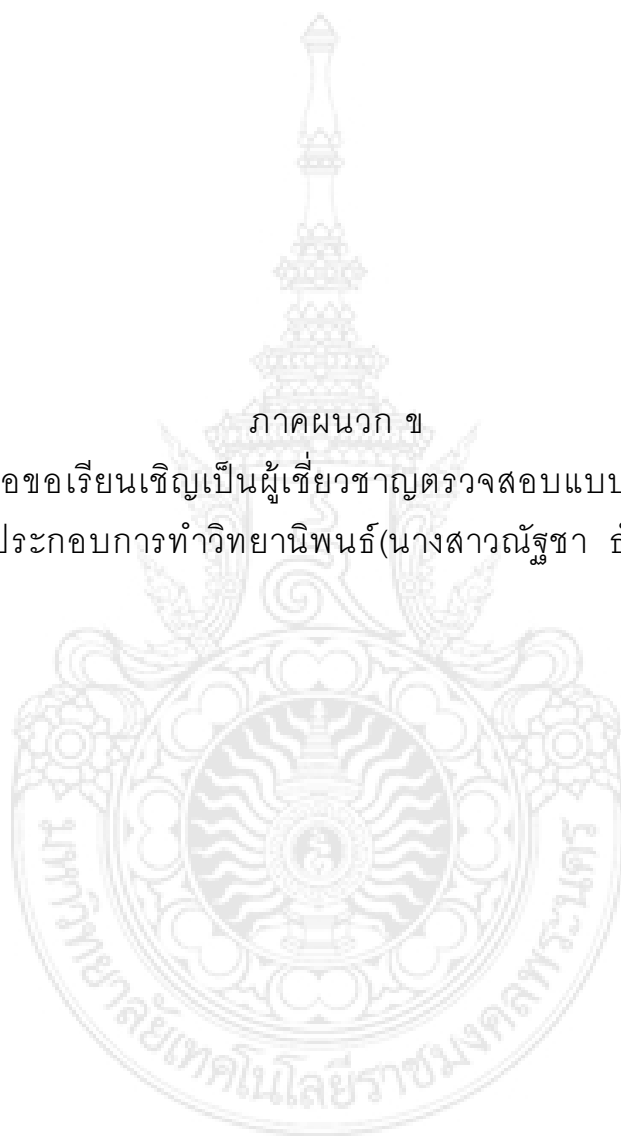 ภาคผนวก ข
อขอเรียนเชิญเป็นผู้เชี่ยวชาญตรวจสอบแบบ
ประกอบการทำวิทยานิพนธ์(นางสาวณัฐชา
มหาวิทยาลัยเทคโนโลยีราชมงคลพระนคร